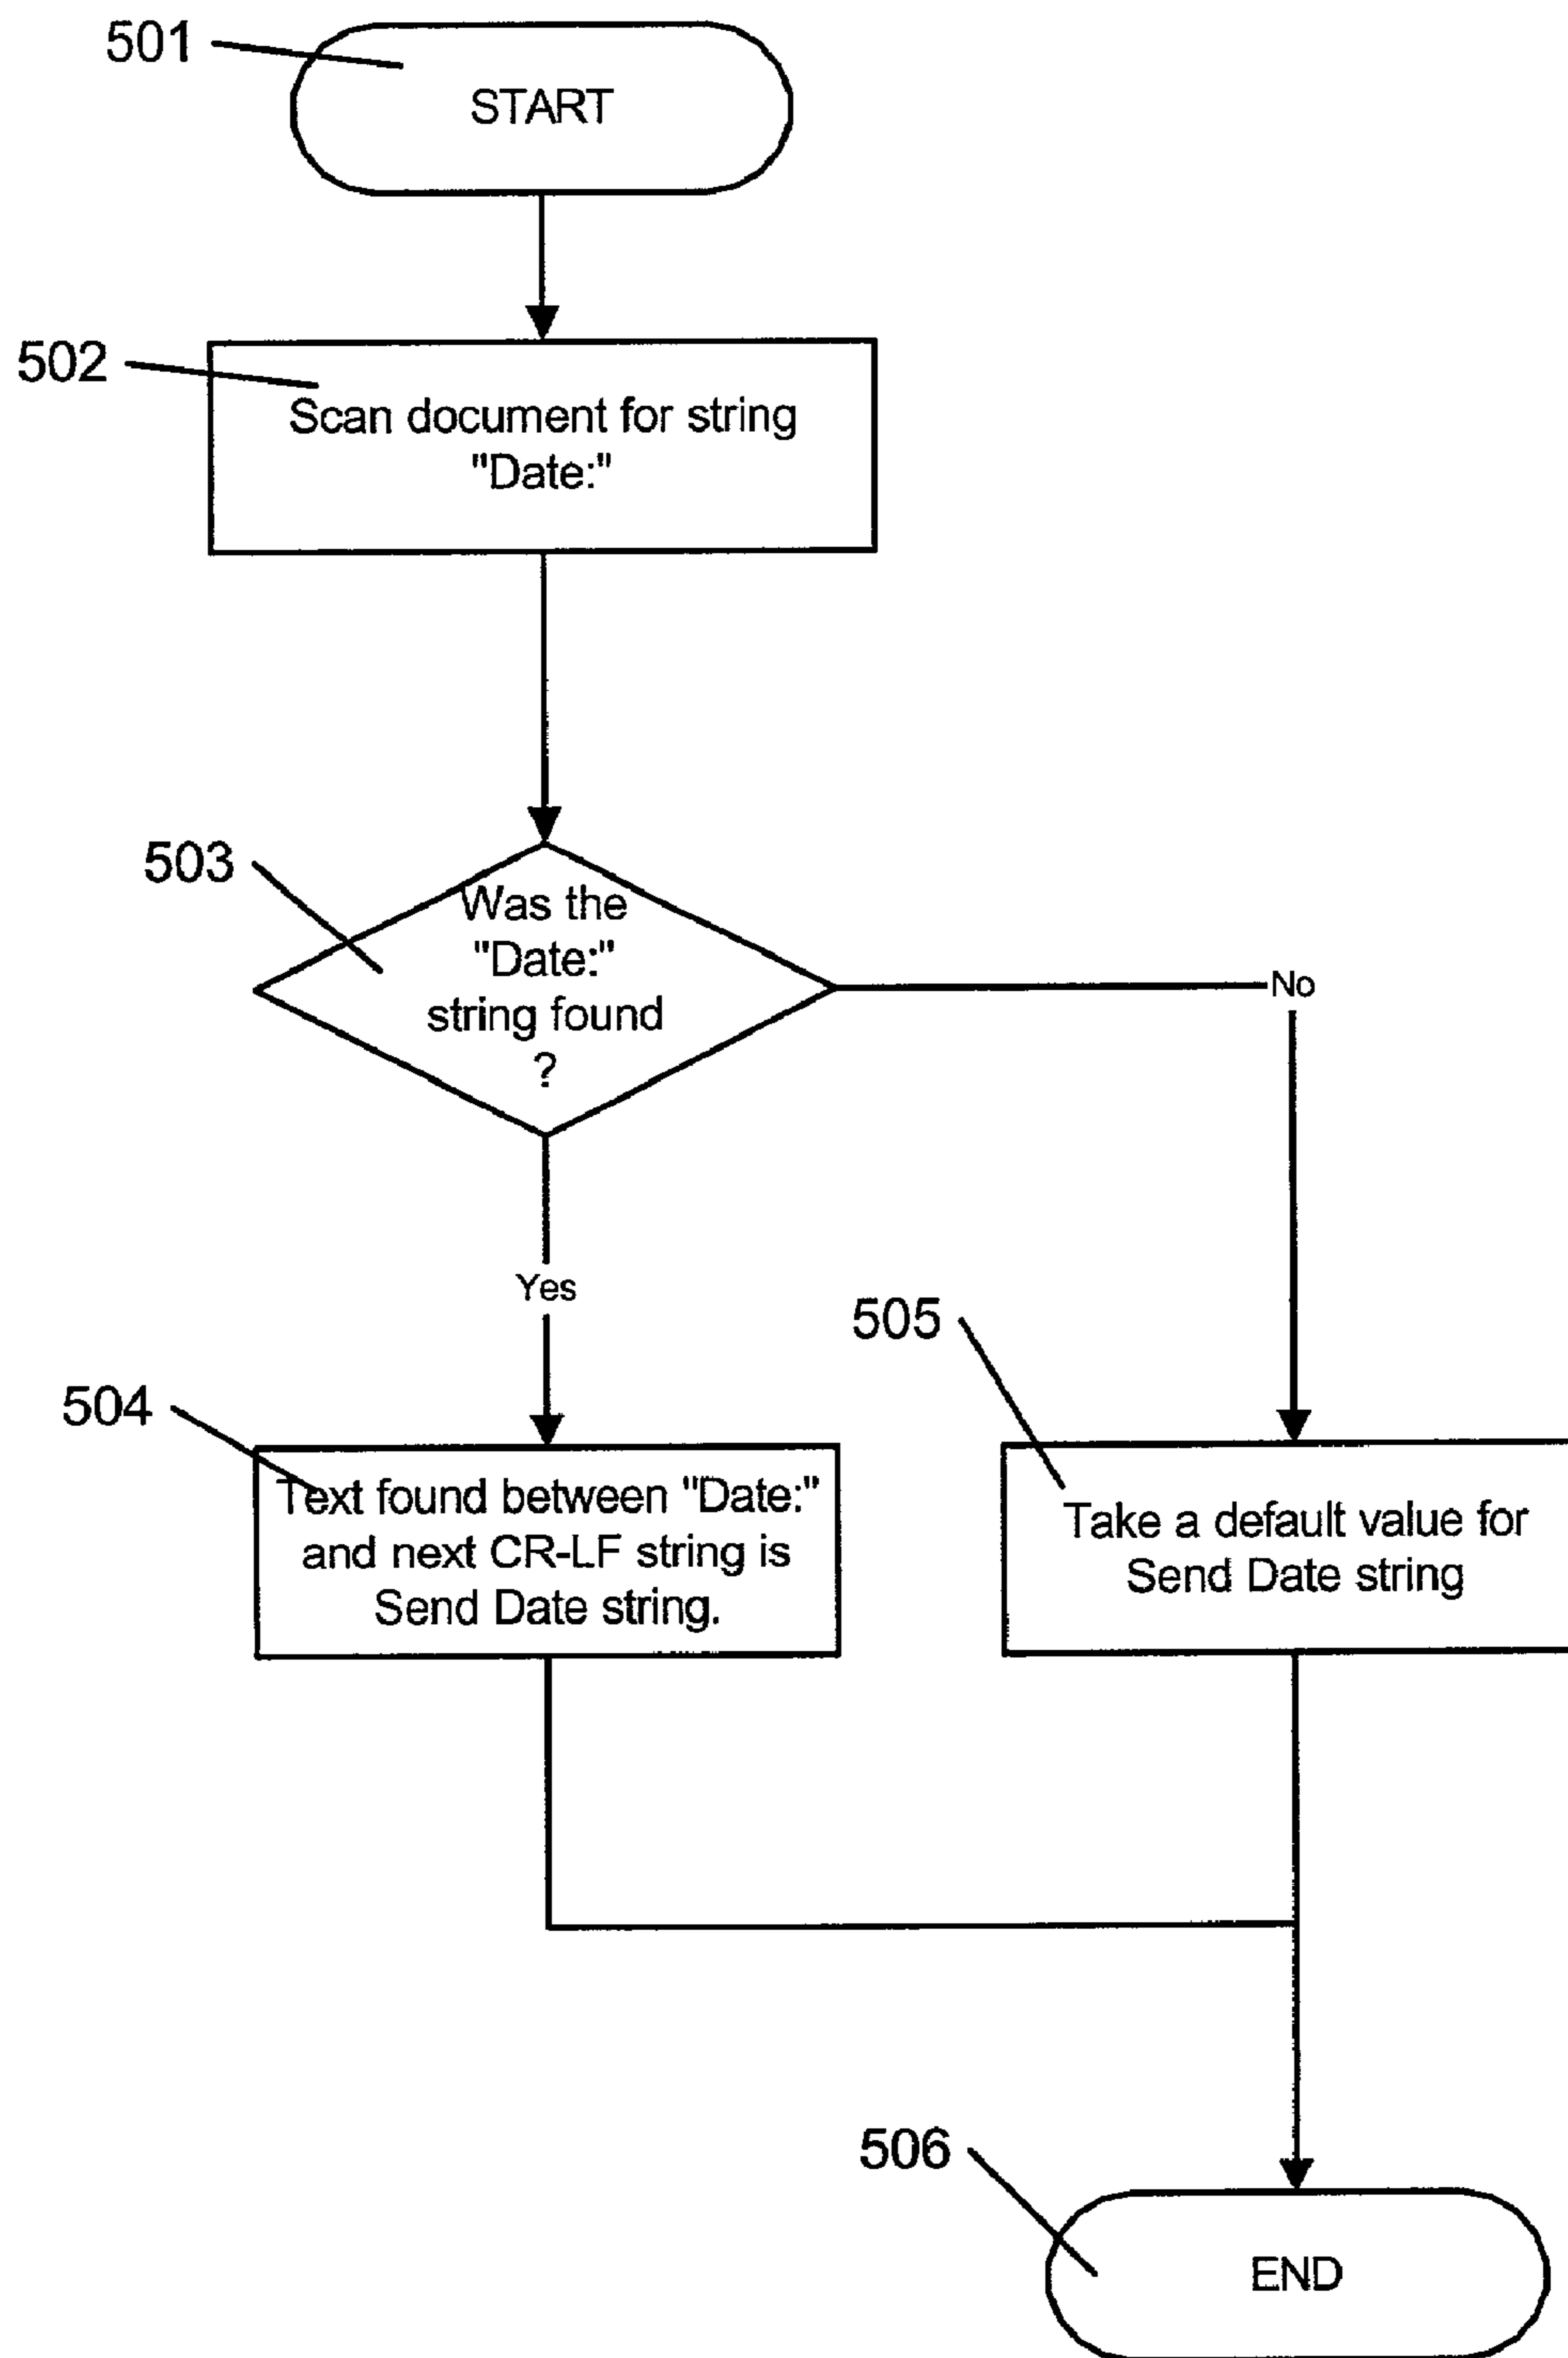 501
START
502
Scan document for string
"Date:"
503
Was the
"Date:"
string found
?
No
Yes
505
504
Text found between "Date:"
and next CR-LF string is
Send Date string.
Take a default value for
Send Date string
506
END